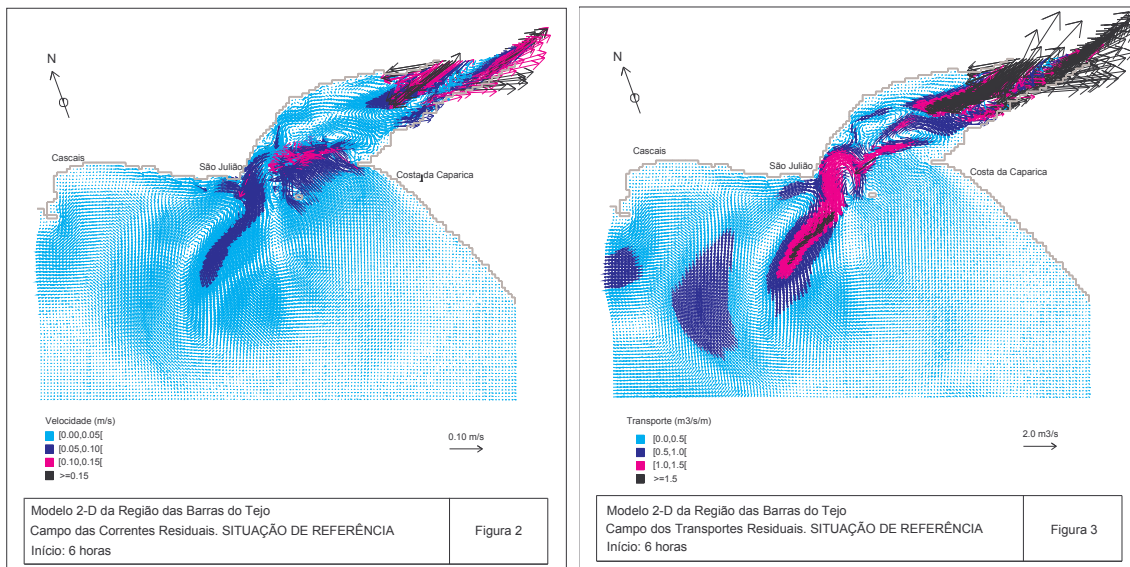 N
Cascais
São Julião
Costa da Caparica
Velocidade (m/s)
[0.00,0.05[
[0.05,0.10[
[0.10,0.15[
>=0.15
0.10 m/s
Modelo 2-D da Região das Barras do Tejo
Campo das Correntes Residuais. SITUAÇÃO DE REFERÊNCIA
Início: 6 horas
Figura 2
N
Cascais
São Julião
Costa da Caparica
Transporte (m3/s/m)
[0.0,0.5[
[0.5,1.0[
[1.0,1.5[
>=1.5
2.0 m3/s
Modelo 2-D da Região das Barras do Tejo
Campo dos Transportes Residuais. SITUAÇÃO DE REFERÊNCIA
Início: 6 horas
Figura 3